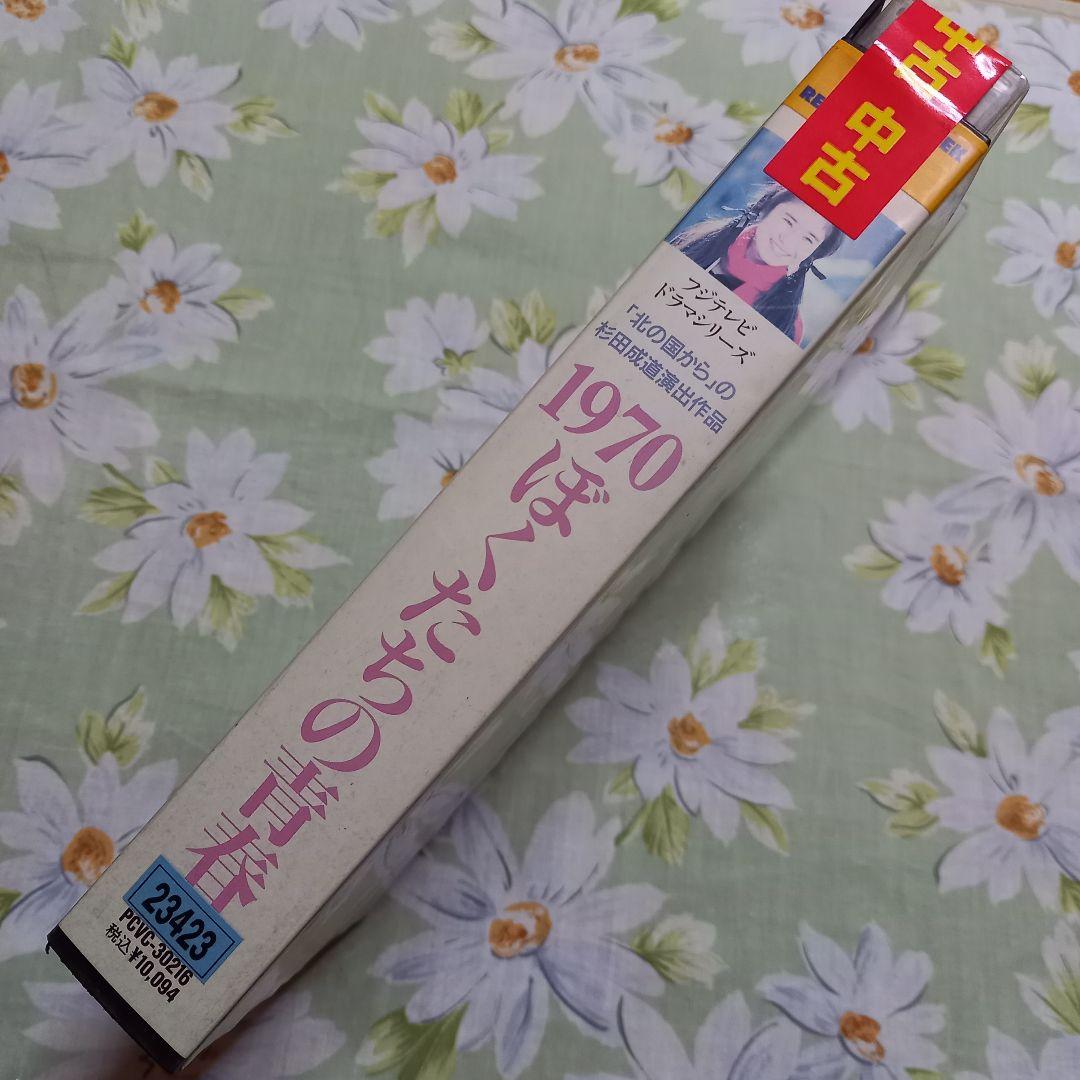 中古
中古
フジテレビ
ドラマシリーズ
「北の国から」の
杉田成道演出作品
1970
ぼくたちの青春
23423
PCVC-30216
税込¥10,094